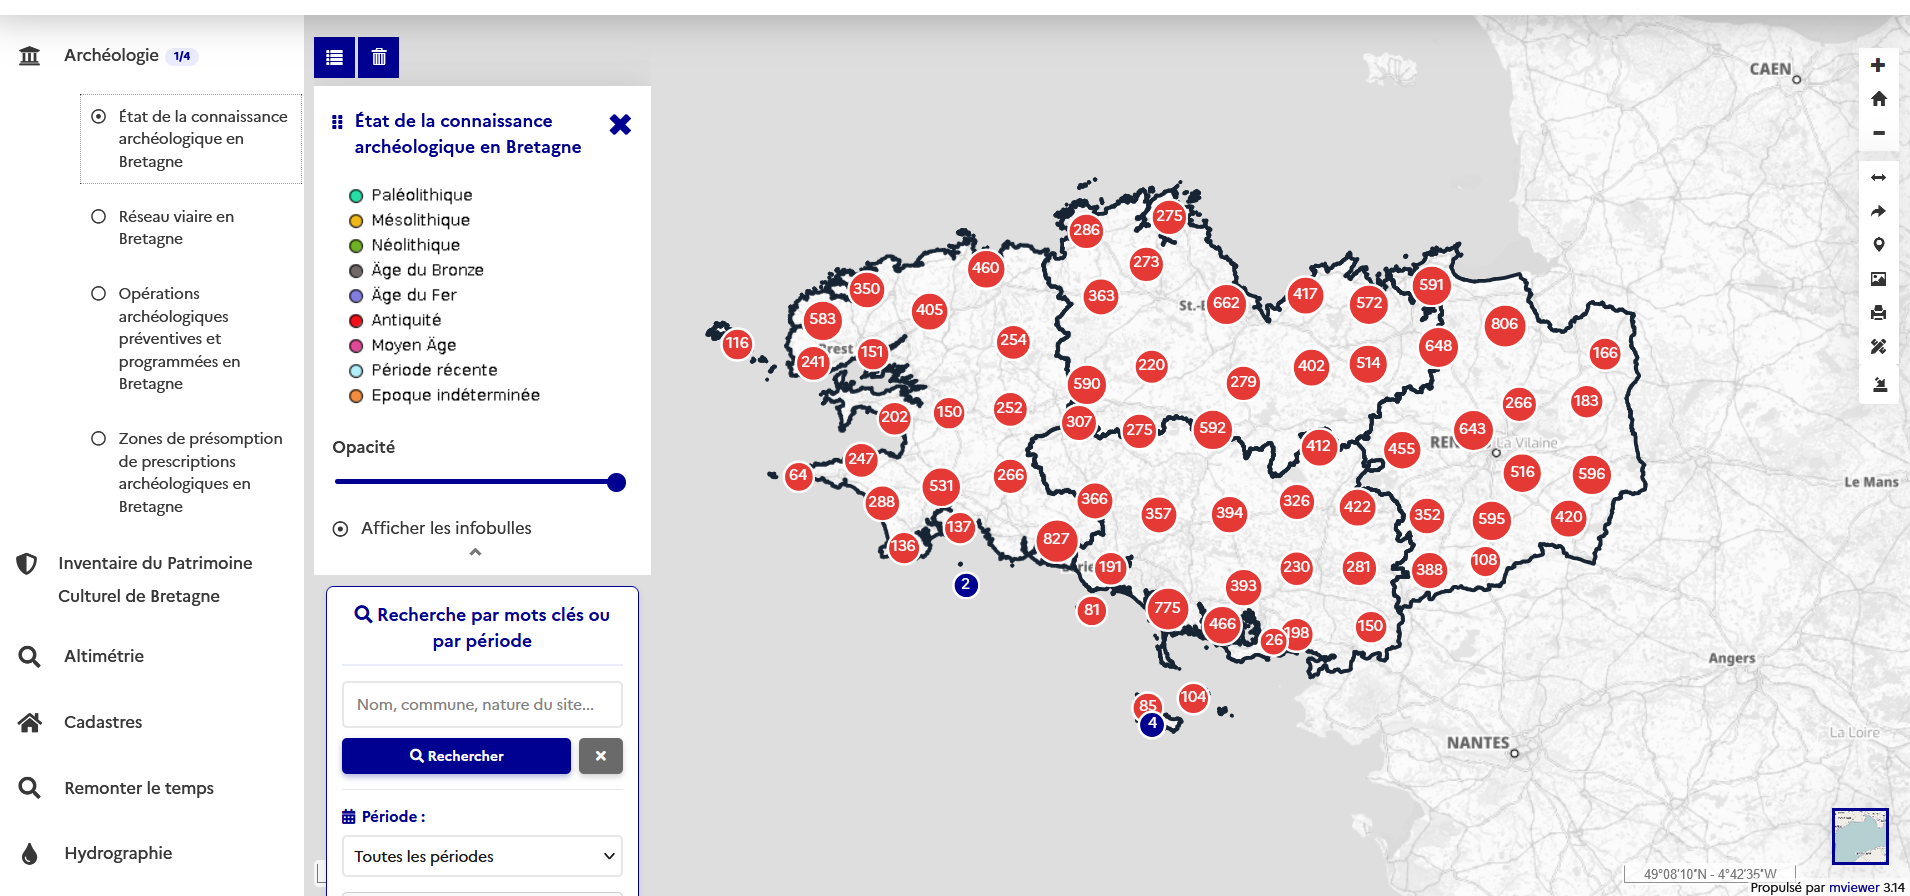 Archéologie 1/4
État de la connaissance
archéologique en
Bretagne
Réseau viaire en
Bretagne
Opérations
archéologiques
préventives et
programmées en
Bretagne
Zones de présomption
de prescriptions
archéologiques en
Bretagne
Inventaire du Patrimoine
Culturel de Bretagne
Altimétrie
Cadastres
Remonter le temps
Hydrographie
État de la connaissance
archéologique en Bretagne
Paléolithique
Mésolithique
Néolithique
Âge du Bronze
Âge du Fer
Antiquité
Moyen Âge
Période récente
Epoque indéterminée
Opacité
Afficher les infobulles
Recherche par mots clés ou
par période
Nom, commune, nature du site...
Rechercher
Période :
Toutes les périodes
CAEN
275
286
273
460
350
363
St.-
662
417
572
591
583
405
806
116
254
648
166
241
151
220
402
514
590
279
202
150
252
307
275
592
266
183
643
412
455
La Vilaine
247
64
266
531
516
596
Le Mans
288
366
357
394
326
422
352
595
420
137
136
827
191
230
281
388
108
2
393
81
775
466
26
198
150
Angers
104
85
4
NANTES
La Loire
49°08'10"N - 4°42'35"W
Propulsé par mviewer 3.14